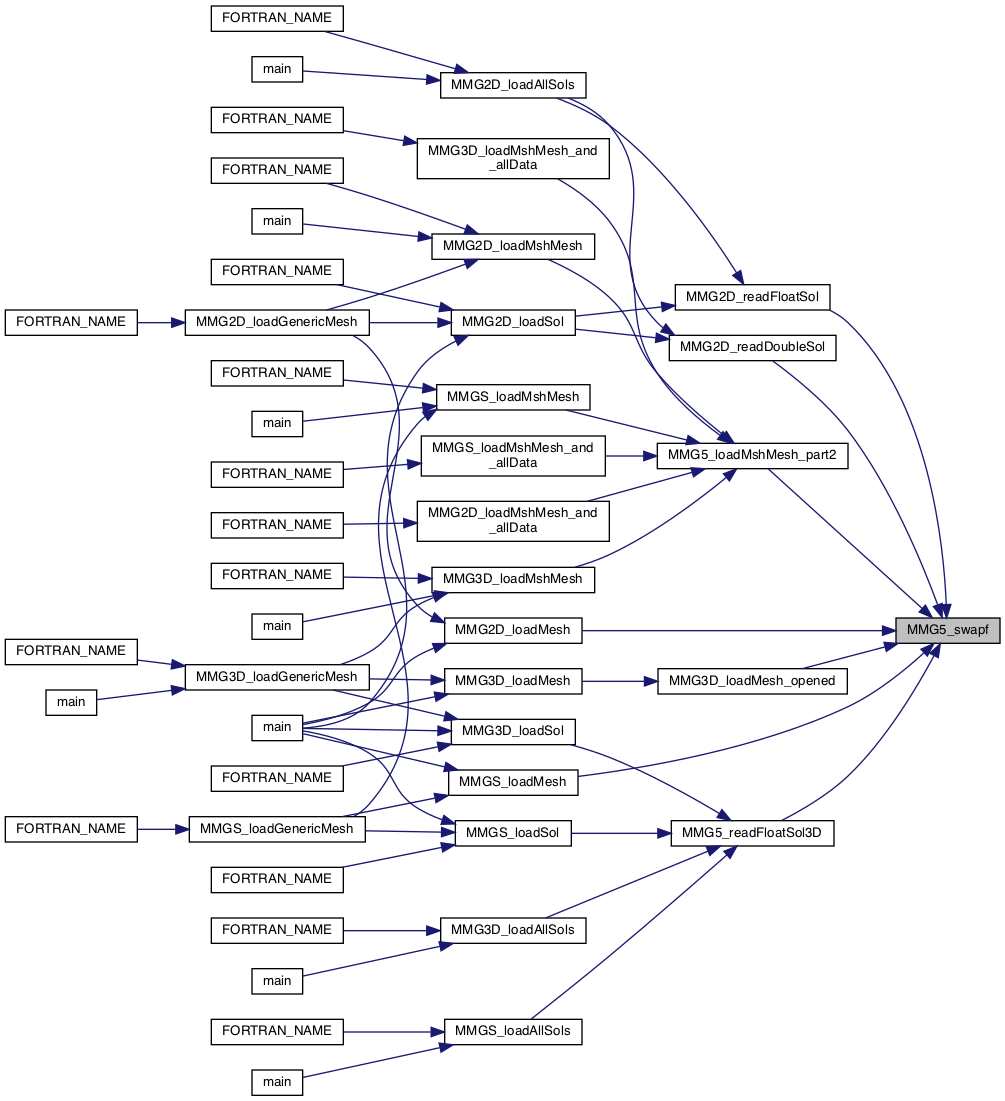 FORTRAN_NAME
main
MMG2D_loadAllSols
FORTRAN_NAME
MMG3D_loadMshMesh_and
_allData
FORTRAN_NAME
main
MMG2D_loadMshMesh
FORTRAN_NAME
MMG2D_readFloatSol
FORTRAN_NAME
MMG2D_loadGenericMesh
MMG2D_loadSol
MMG2D_readDoubleSol
FORTRAN_NAME
MMGS_loadMshMesh
main
MMGS_loadMshMesh_and
_allData
MMG5_loadMshMesh_part2
FORTRAN_NAME
MMG2D_loadMshMesh_and
_allData
FORTRAN_NAME
FORTRAN_NAME
MMG3D_loadMshMesh
main
MMG2D_loadMesh
MMG5_swapf
FORTRAN_NAME
MMG3D_loadGenericMesh
MMG3D_loadMesh
MMG3D_loadMesh_opened
main
main
MMG3D_loadSol
FORTRAN_NAME
MMGS_loadMesh
FORTRAN_NAME
MMGS_loadGenericMesh
MMGS_loadSol
MMG5_readFloatSol3D
FORTRAN_NAME
FORTRAN_NAME
MMG3D_loadAllSols
main
FORTRAN_NAME
MMGS_loadAllSols
main